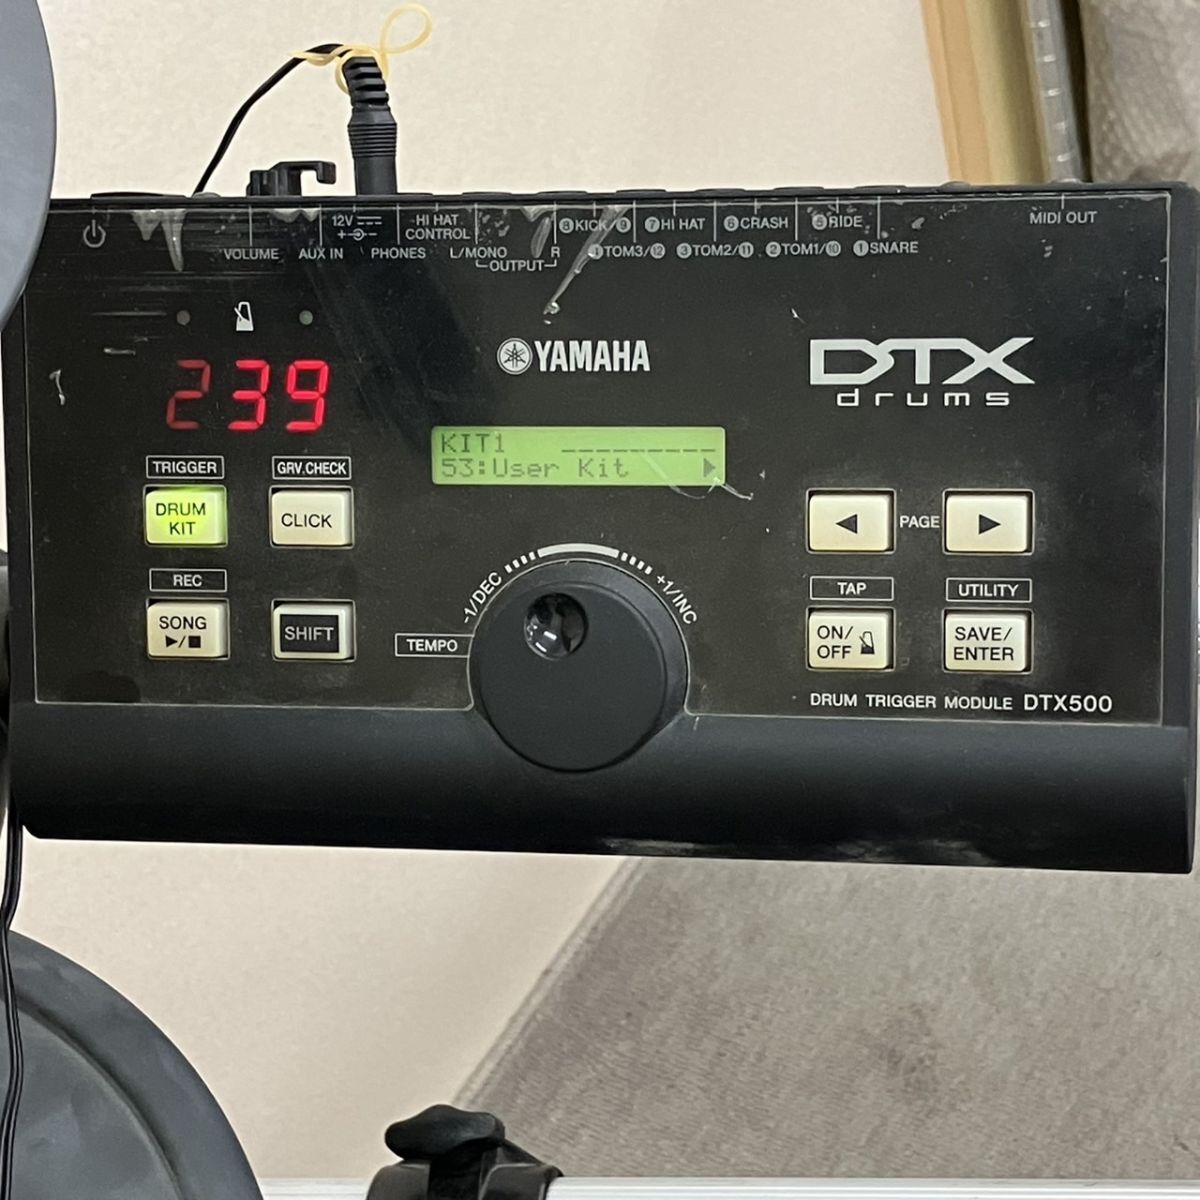 12V
HI HAT
CONTROL
⑧KICK/⑨ ⑦HI HAT ⑥CRASH ⑤RIDE
MIDI OUT
VOLUME AUX IN PHONES L/MONO R
OUTPUT
TOM3/⑫ ③TOM2/⑪ ②TOM1/⑩ ①SNARE
239
YAMAHA
DTX
drums
KIT1
53:User Kit ▶
TRIGGER GRV.CHECK
DRUM
KIT
CLICK
◀ PAGE ▶
REC
SONG
▶/■
SHIFT
TEMPO
-1/DEC +1/INC
TAP UTILITY
ON/
OFF
SAVE/
ENTER
DRUM TRIGGER MODULE DTX500